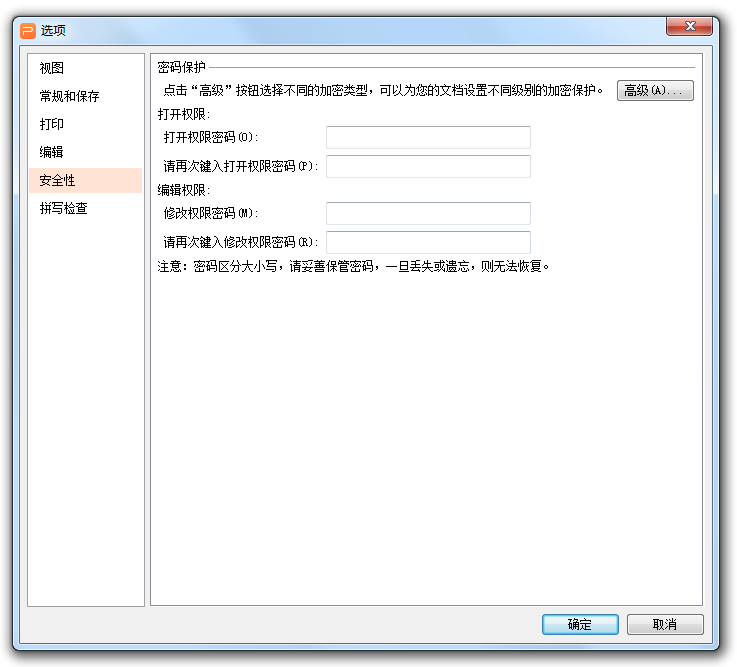 选项
视图
常规和保存
打印
编辑
安全性
拼写检查
密码保护
点击“高级”按钮选择不同的加密类型，可以为您的文档设置不同级别的加密保护。 高级(A)...
打开权限:
打开权限密码(O):
请再次键入打开权限密码(P):
编辑权限:
修改权限密码(M):
请再次键入修改权限密码(R):
注意：密码区分大小写，请妥善保管密码，一旦丢失或遗忘，则无法恢复。
确定 取消